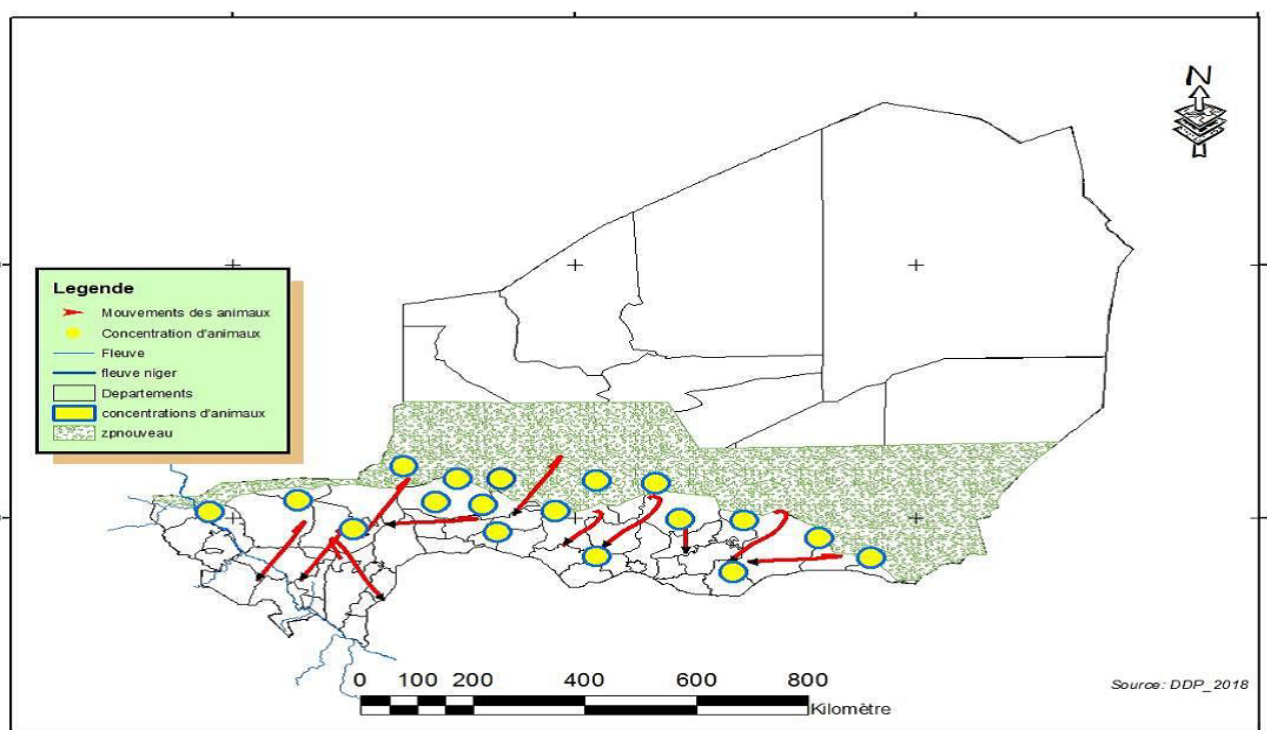 N
Legende
Mouvements des animaux
Concentration d'animaux
Fleuve
fleuve niger
Departements
concentrations d'animaux
zpnouveau
0 100 200 400 600 800
Kilomètre
Source: DDP_2018